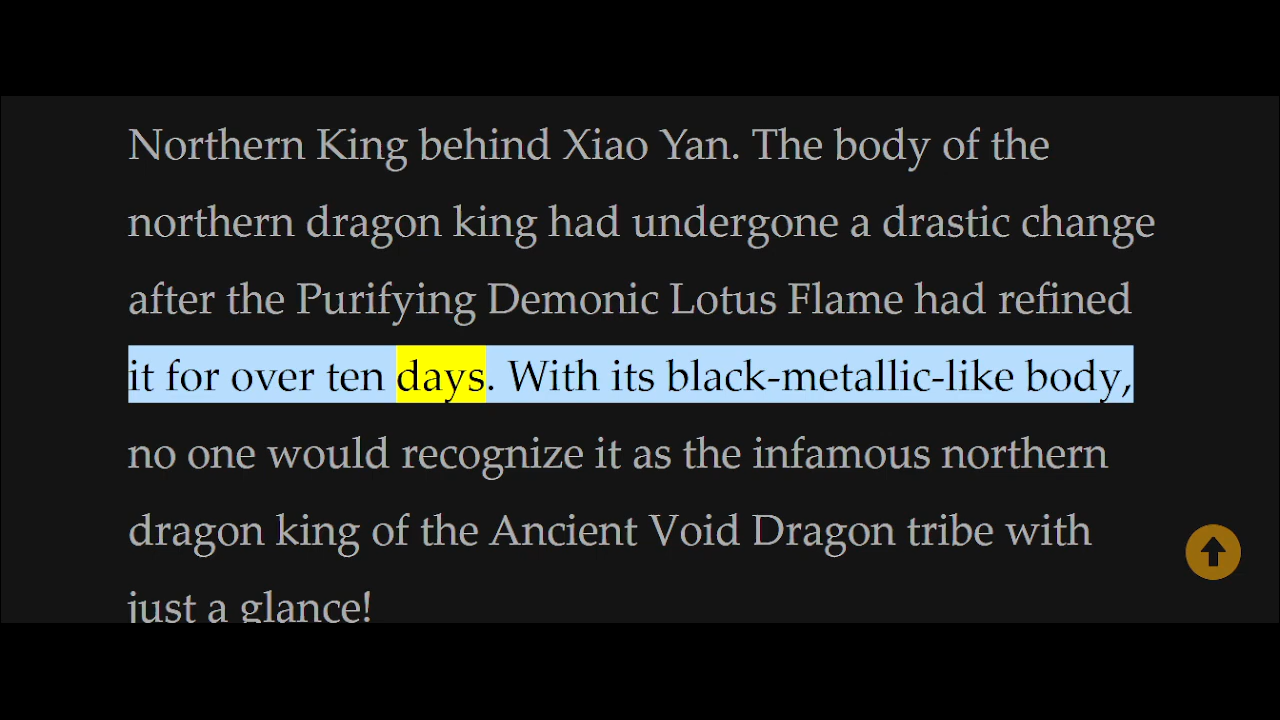 Northern King behind Xiao Yan. The body of the
northern dragon king had undergone a drastic change
after the Purifying Demonic Lotus Flame had refined
it for over ten days. With its black-metallic-like body,
no one would recognize it as the infamous northern
dragon king of the Ancient Void Dragon tribe with
just a glance!